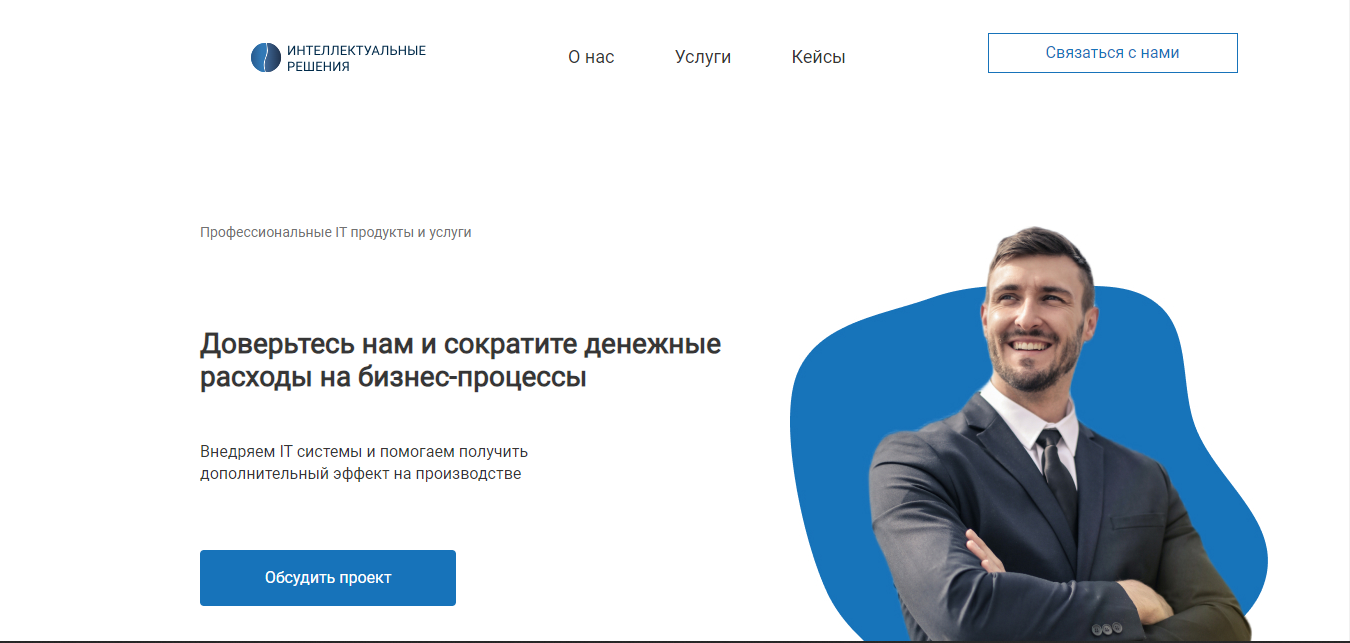 ИНТЕЛЛЕКТУАЛЬНЫЕ
РЕШЕНИЯ
О нас
Услуги
Кейсы
Связаться с нами
Профессиональные IT продукты и услуги
Доверьтесь нам и сократите денежные
расходы на бизнес-процессы
Внедряем IT системы и помогаем получить
дополнительный эффект на производстве
Обсудить проект